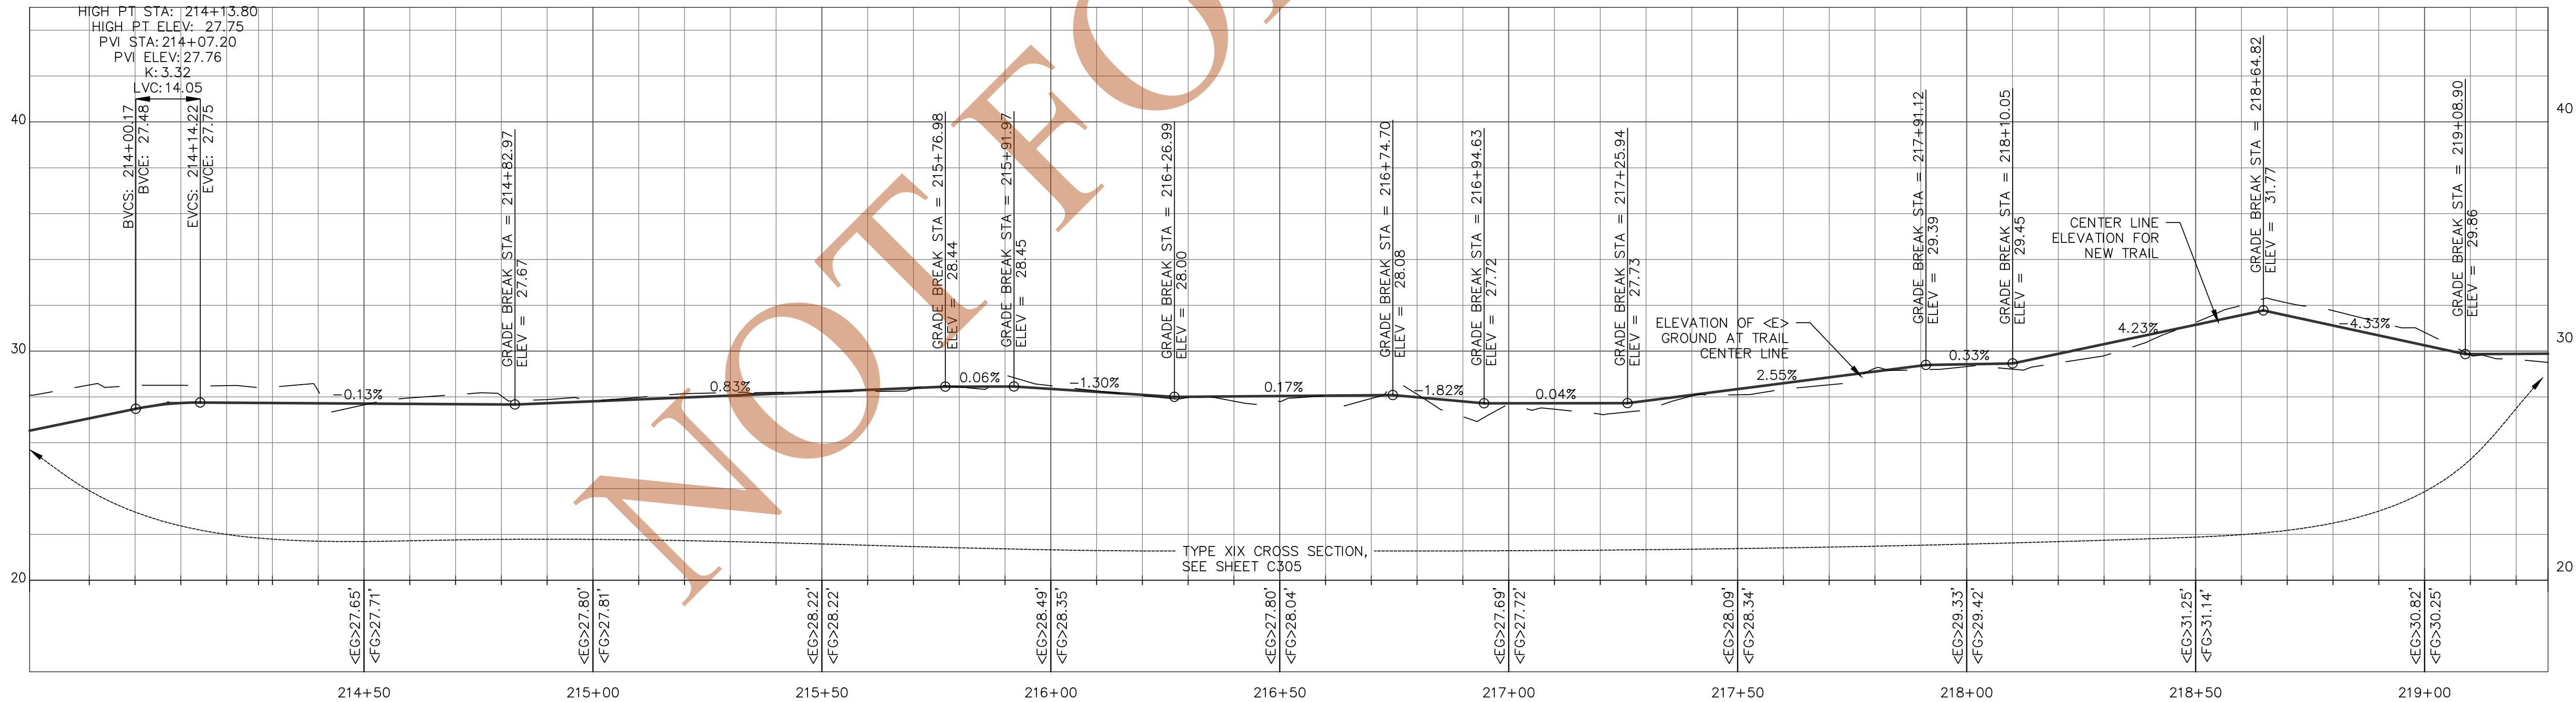 HIGH PT STA: 214+13.80
HIGH PT ELEV: 27.75
PVI STA: 214+07.20
PVI ELEV: 27.76
K: 3.32
LVC: 14.05
BVCS: 214+00.17
BVCE: 27.48
EVCS: 214+14.22
EVCE: 27.75
GRADE BREAK STA = 214+82.97
ELEV = 27.67
GRADE BREAK STA = 215+76.98
ELEV = 28.44
GRADE BREAK STA = 215+91.97
ELEV = 28.45
GRADE BREAK STA = 216+26.99
ELEV = 28.00
GRADE BREAK STA = 216+74.70
ELEV = 28.08
GRADE BREAK STA = 216+94.63
ELEV = 27.72
GRADE BREAK STA = 217+25.94
ELEV = 27.73
GRADE BREAK STA = 217+91.12
ELEV = 29.39
GRADE BREAK STA = 218+10.05
ELEV = 29.45
GRADE BREAK STA = 218+64.82
ELEV = 31.77
GRADE BREAK STA = 219+08.90
ELEV = 29.86
40
40
30
30
20
20
CENTER LINE
ELEVATION FOR
NEW TRAIL
ELEVATION OF <E>
GROUND AT TRAIL
CENTER LINE
-0.13%
0.83%
0.06%
-1.30%
0.17%
-1.82%
0.04%
2.55%
0.33%
4.23%
-4.33%
NOT FO
TYPE XIX CROSS SECTION,
SEE SHEET C305
<EG>27.65'
<FG>27.71'
<EG>27.80'
<FG>27.81'
<EG>28.22'
<FG>28.22'
<EG>28.49'
<FG>28.35'
<EG>27.80'
<FG>28.04'
<EG>27.69'
<FG>27.72'
<EG>28.09'
<FG>28.34'
<EG>29.33'
<FG>29.42'
<EG>31.25'
<FG>31.14'
<EG>30.82'
<FG>30.25'
214+50
215+00
215+50
216+00
216+50
217+00
217+50
218+00
218+50
219+00